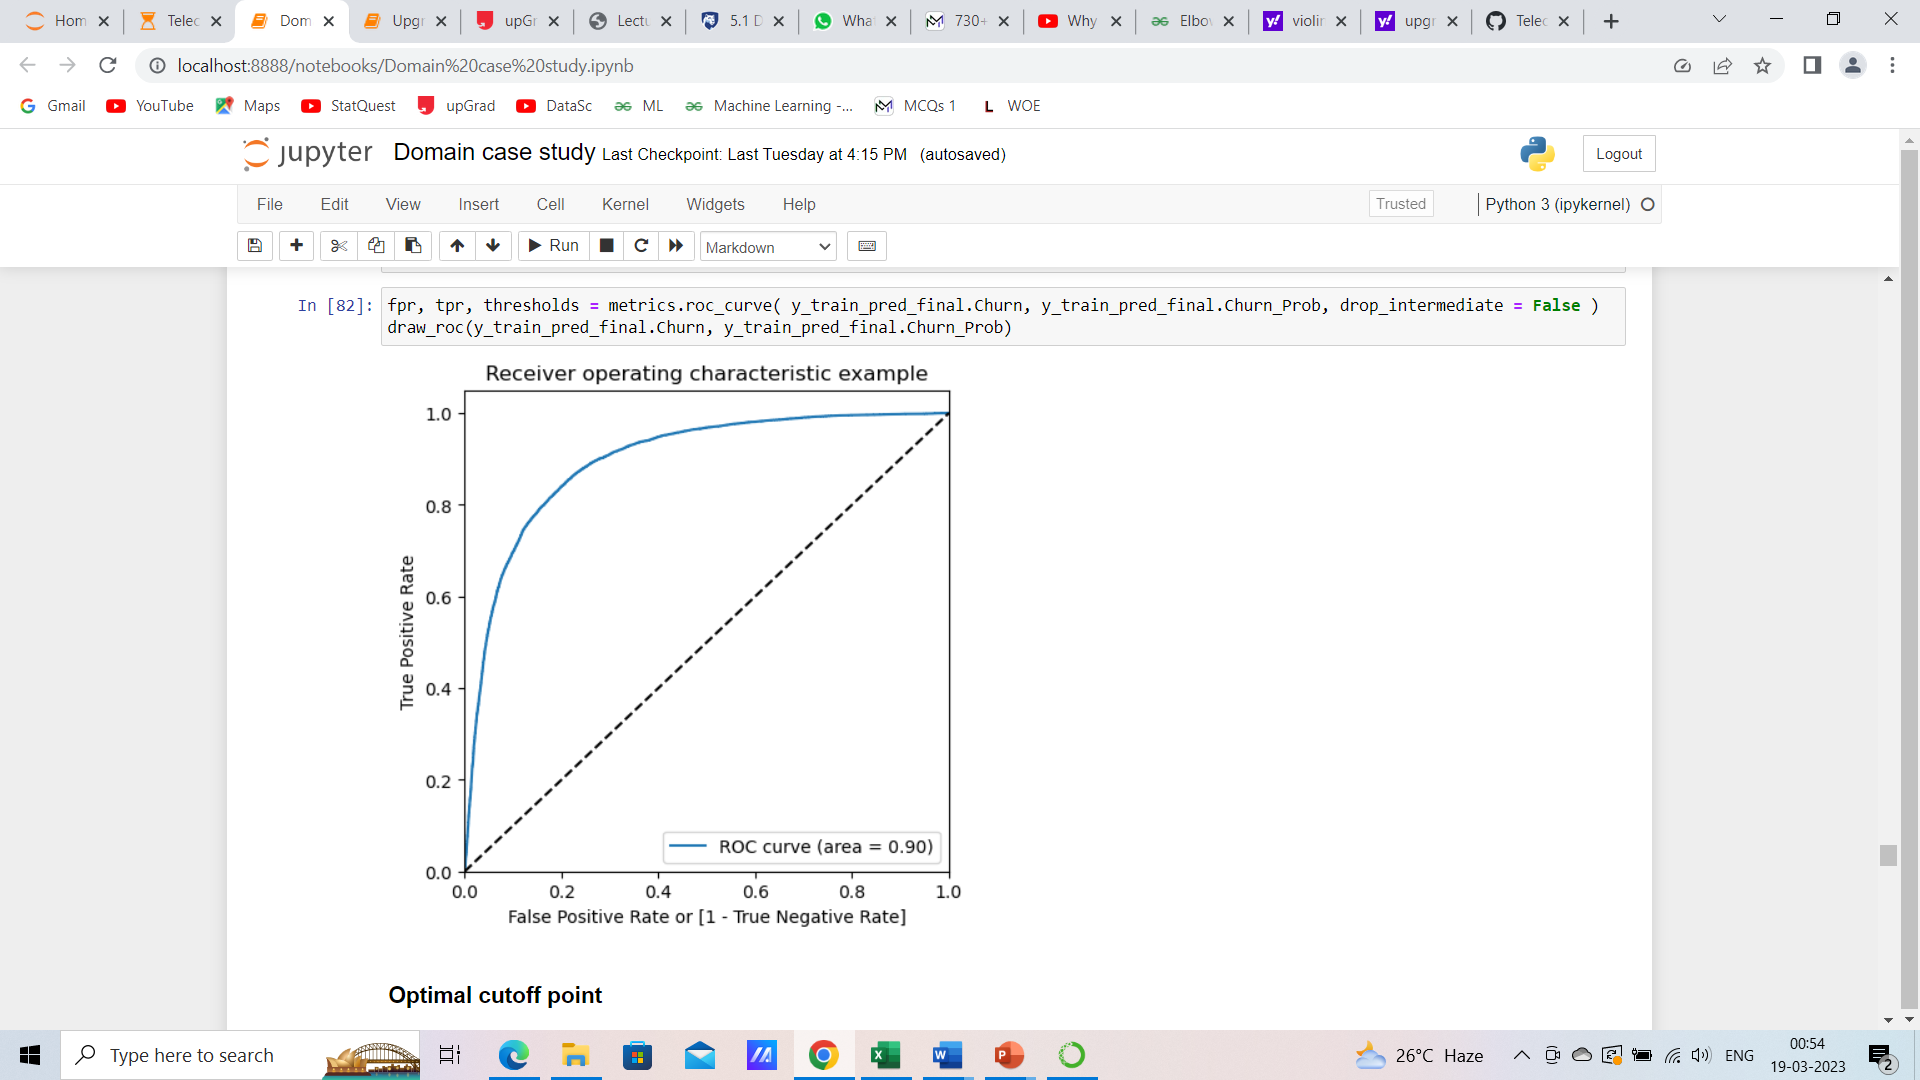 Hom
Telec
Dom
Upgr
upGr
Lectu
5.1 D
What
730+
Why
Elbov
violin
upgr
Telec
localhost:8888/notebooks/Domain%20case%20study.ipynb
Gmail
YouTube
Maps
StatQuest
upGrad
DataSc
ML
Machine Learning -...
MCQs 1
L WOE
jupyter Domain case study Last Checkpoint: Last Tuesday at 4:15 PM (autosaved)
Logout
File Edit View Insert Cell Kernel Widgets Help
Trusted
Python 3 (ipykernel)
Run
Markdown
In [82]: fpr, tpr, thresholds = metrics.roc_curve( y_train_pred_final.Churn, y_train_pred_final.Churn_Prob, drop_intermediate = False )
draw_roc(y_train_pred_final.Churn, y_train_pred_final.Churn_Prob)
Receiver operating characteristic example
1.0
0.8
0.6
0.4
0.2
0.0
True Positive Rate
ROC curve (area = 0.90)
0.0 0.2 0.4 0.6 0.8 1.0
False Positive Rate or [1 - True Negative Rate]
Optimal cutoff point
Type here to search
26°C Haze
ENG
00:54
19-03-2023
2